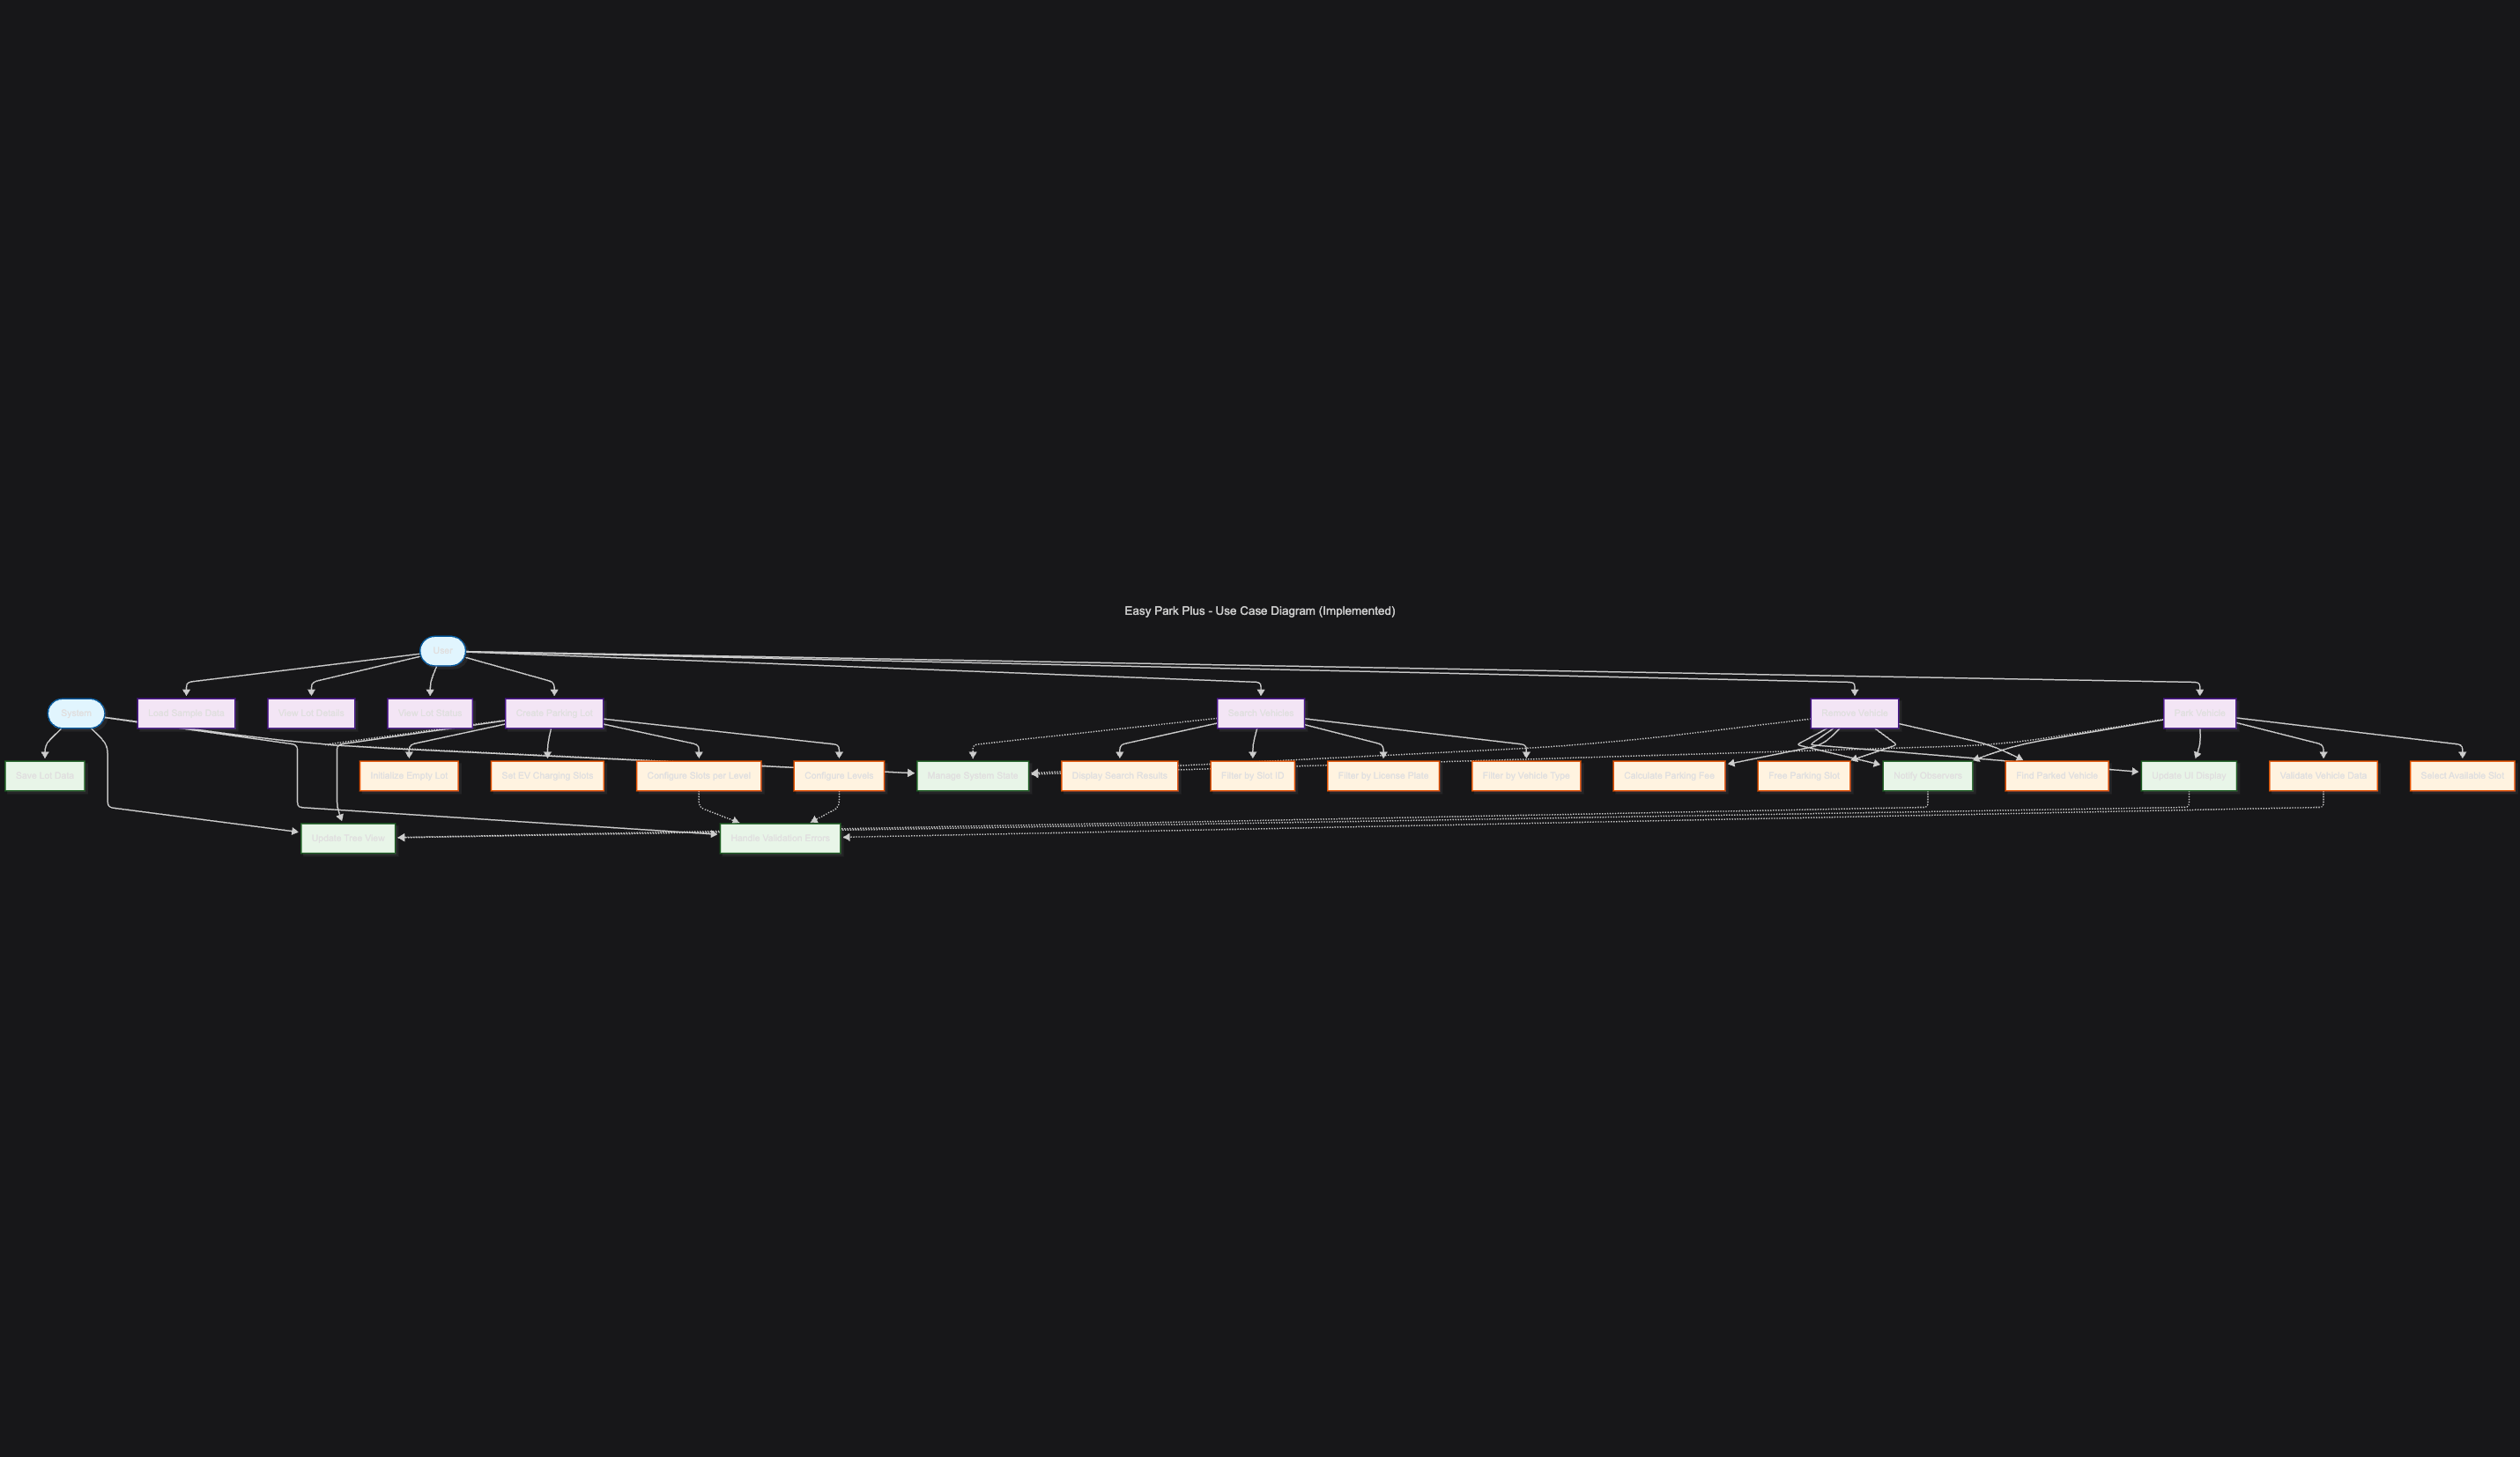 Easy Park Plus - Use Case Diagram (Implemented)
User
System
Load Sample Data
View Lot Details
View Lot Status
Create Parking Lot
Search Vehicles
Remove Vehicle
Park Vehicle
Save Lot Data
Initialize Empty Lot
Set EV Charging Slots
Configure Slots per Level
Configure Levels
Manage System State
Display Search Results
Filter by Slot ID
Filter by License Plate
Filter by Vehicle Type
Calculate Parking Fee
Free Parking Slot
Notify Observers
Find Parked Vehicle
Update UI Display
Validate Vehicle Data
Select Available Slot
Update Tree View
Handle Validation Errors